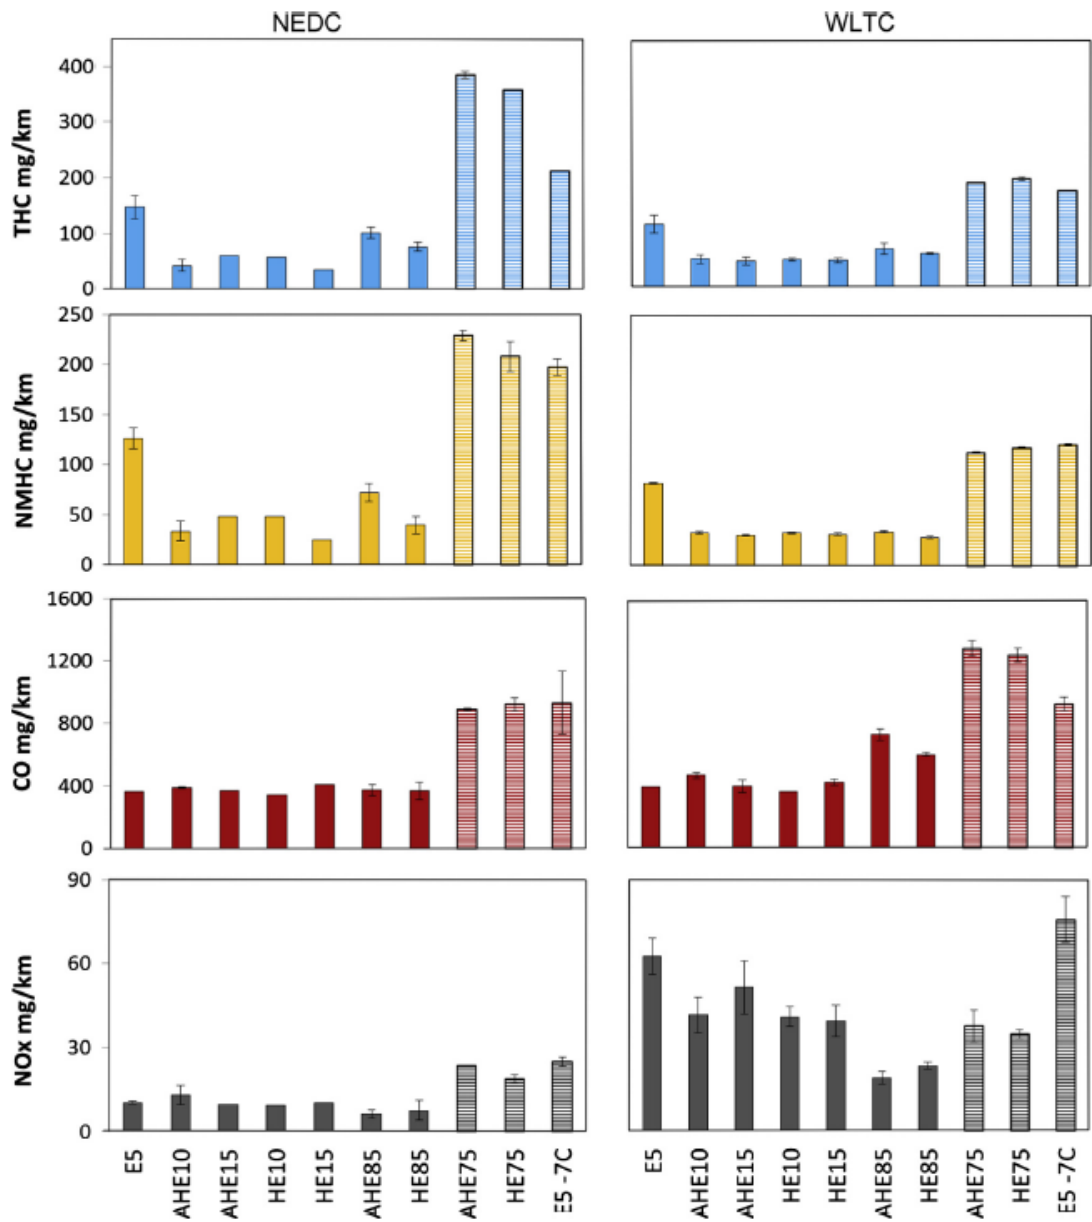 NEDC
WLTC
THC mg/km
400
300
200
100
0
NMHC mg/km
250
200
150
100
50
0
CO mg/km
1600
1200
800
400
0
NOx mg/km
90
60
30
0
E5
AHE10
AHE15
HE10
HE15
AHE85
HE85
AHE75
HE75
E5 -7C
E5
AHE10
AHE15
HE10
HE15
AHE85
HE85
AHE75
HE75
E5 -7C